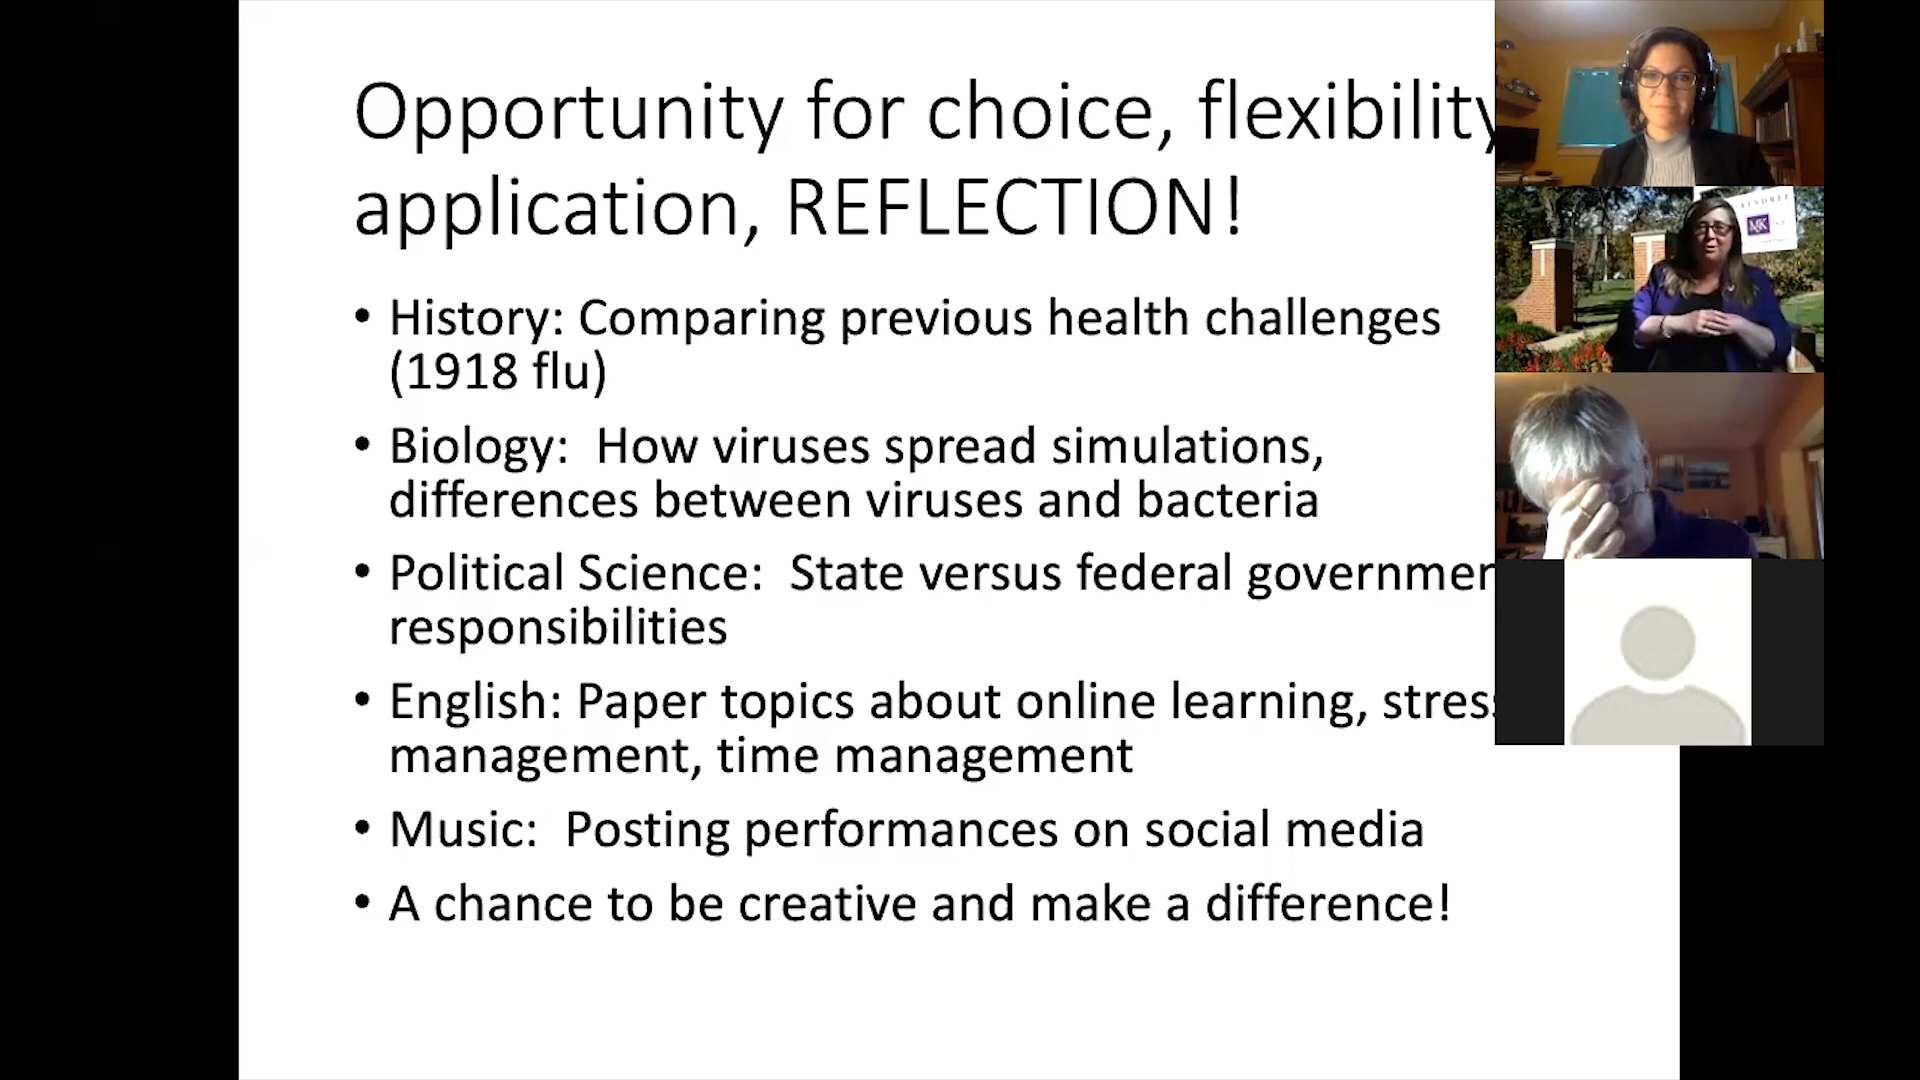 Opportunity for choice, flexibility
application, REFLECTION!
• History: Comparing previous health challenges
(1918 flu)
• Biology:  How viruses spread simulations,
differences between viruses and bacteria
• Political Science:  State versus federal governmen
responsibilities
• English: Paper topics about online learning, stress
management, time management
• Music:  Posting performances on social media
• A chance to be creative and make a difference!
MK